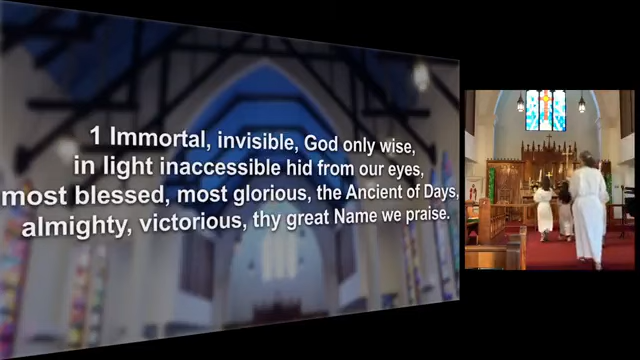 1 Immortal, invisible, God only wise,
in light inaccessible hid from our eyes,
most blessed, most glorious, the Ancient of Days,
almighty, victorious, thy great Name we praise.